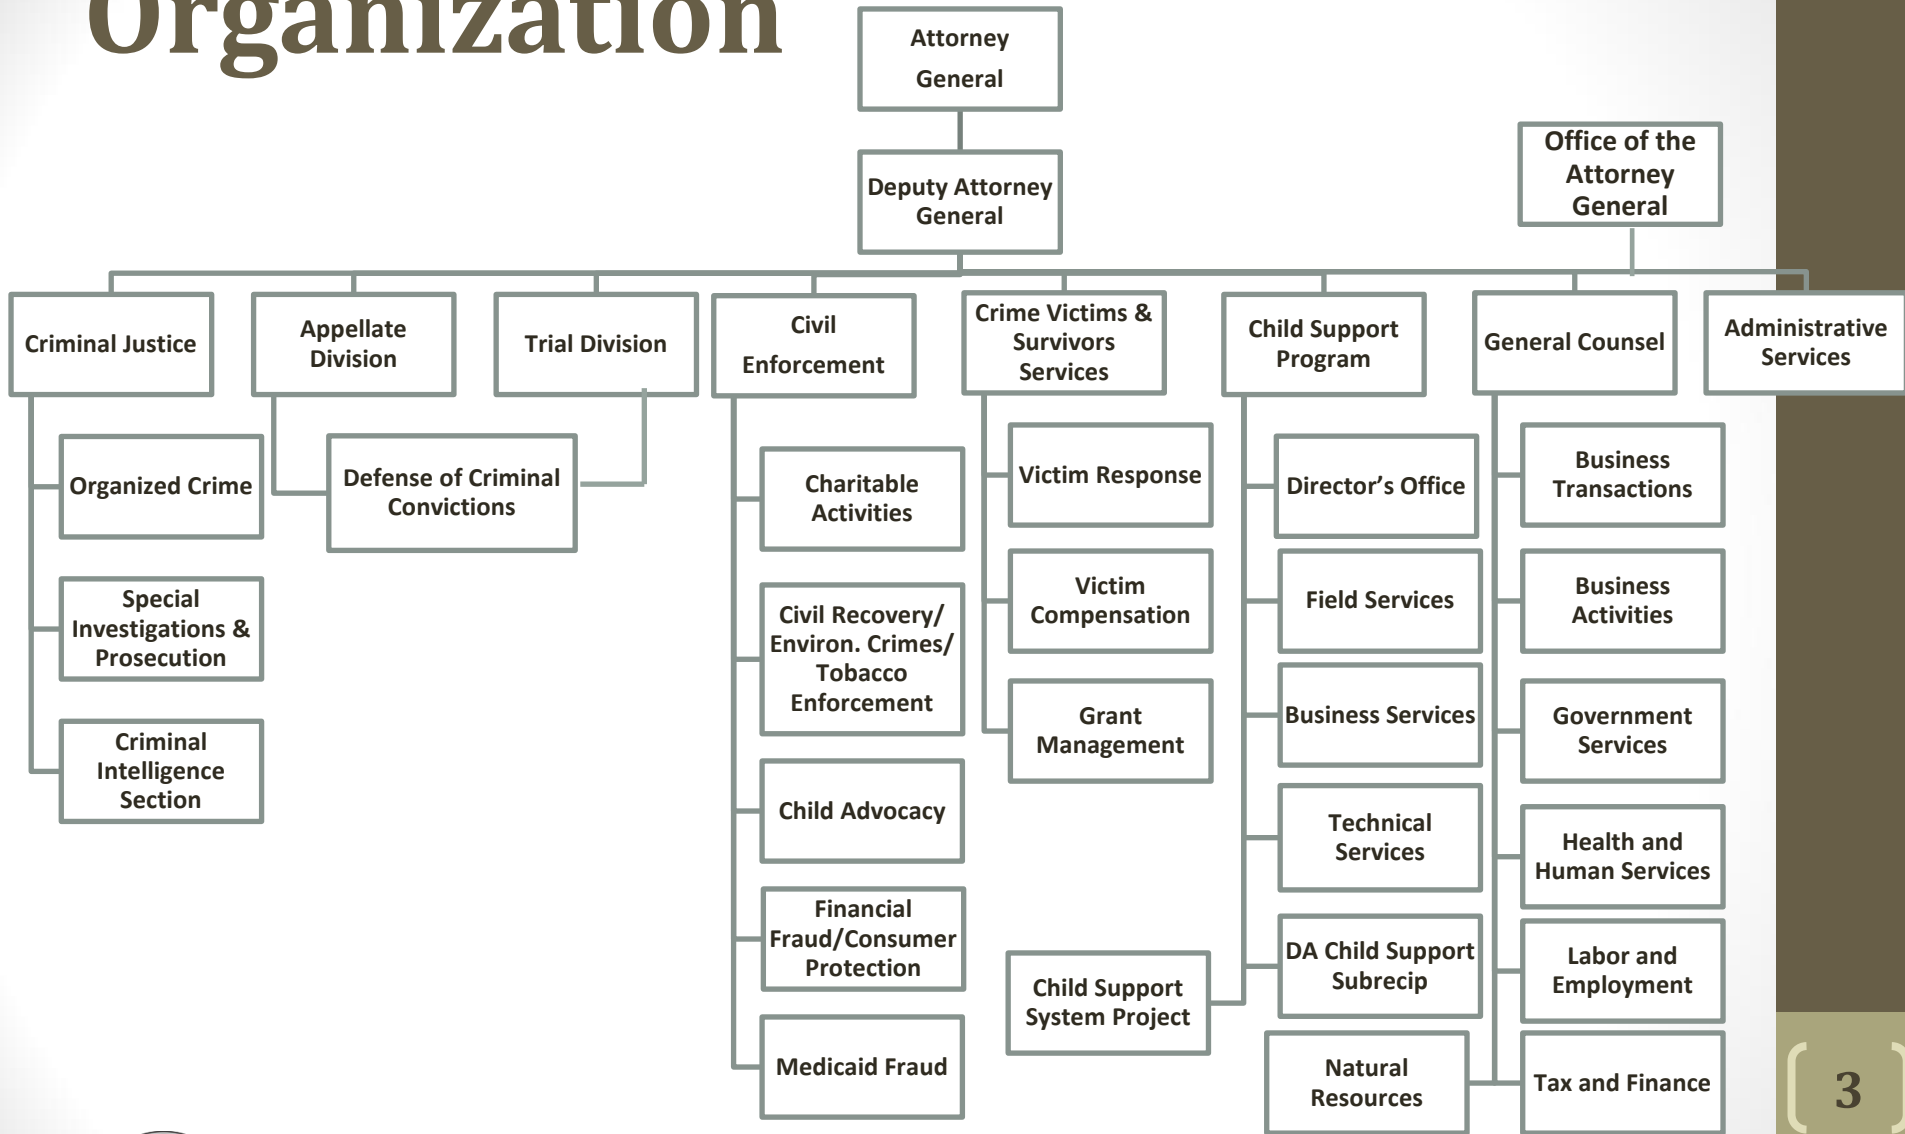 Organization
Attorney
General
Deputy Attorney
General
Office of the
Attorney
General
Criminal Justice
Appellate
Division
Trial Division
Civil
Enforcement
Crime Victims &
Survivors
Services
Child Support
Program
General Counsel
Administrative
Services
Organized Crime
Special
Investigations &
Prosecution
Criminal
Intelligence
Section
Defense of Criminal
Convictions
Charitable
Activities
Civil Recovery/
Environ. Crimes/
Tobacco
Enforcement
Child Advocacy
Financial
Fraud/Consumer
Protection
Medicaid Fraud
Victim Response
Victim
Compensation
Grant
Management
Director's Office
Field Services
Business Services
Technical
Services
DA Child Support
Subrecip
Child Support
System Project
Business
Transactions
Business
Activities
Government
Services
Health and
Human Services
Labor and
Employment
Tax and Finance
Natural
Resources
3